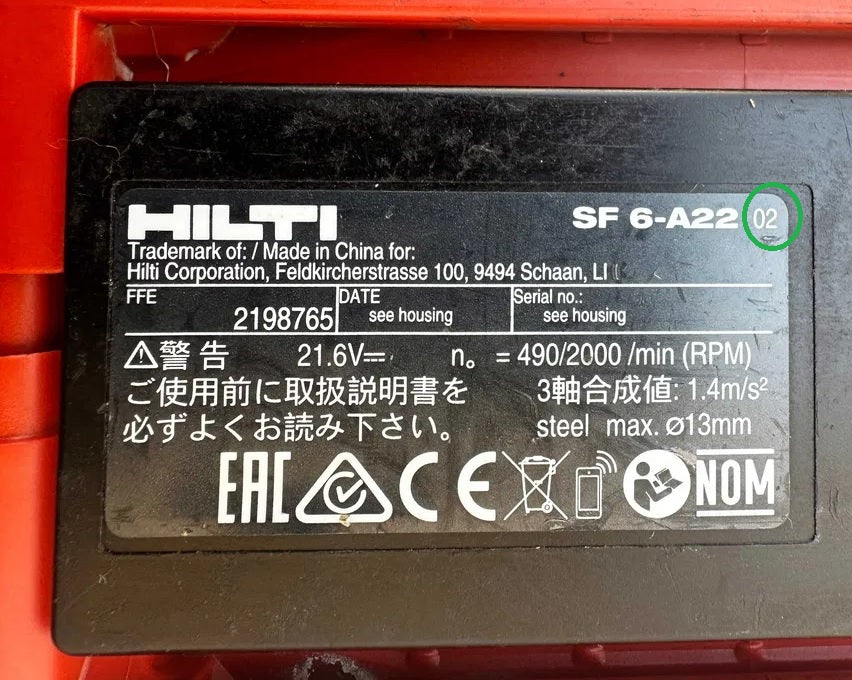 HILTI SF 6-A22 02
Trademark of: / Made in China for:
Hilti Corporation, Feldkircherstrasse 100, 9494 Schaan, LI
FFE DATE Serial no.:
2198765 see housing see housing
⚠警告 21.6V⎓ n₀ = 490/2000 /min (RPM)
ご使用前に取扱説明書を 3軸合成値: 1.4m/s²
必ずよくお読み下さい。 steel max. ø13mm
EAC CE NOM